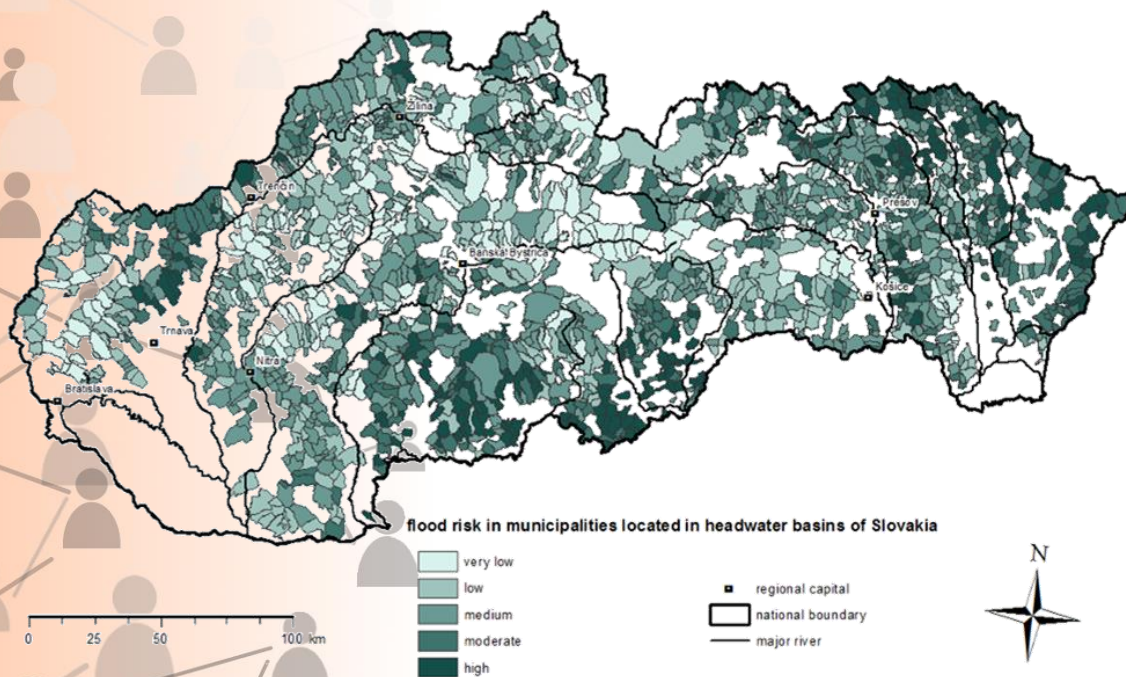 Žilina
Trenčín
Prešov
Banská Bystrica
Košice
Trnava
Nitra
Bratislava
flood risk in municipalities located in headwater basins of Slovakia
very low
low
medium
moderate
high
regional capital
national boundary
major river
N
0 25 50 100 km